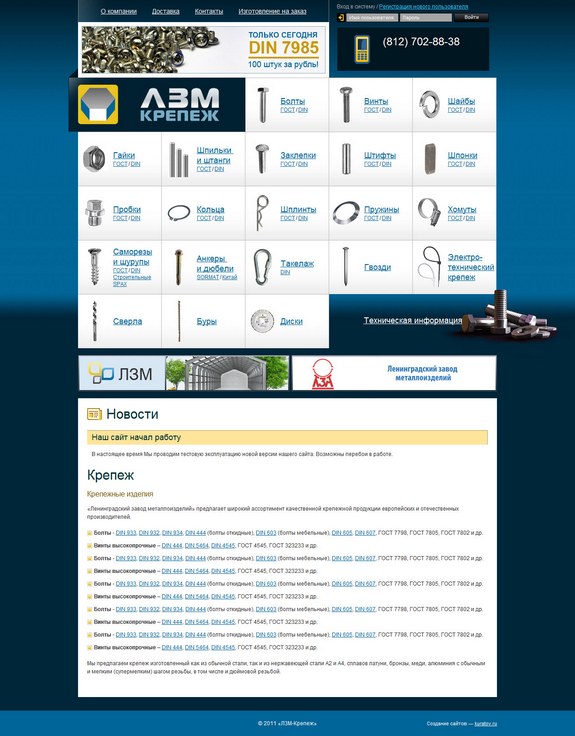 О компании Доставка Контакты Изготовление на заказ
Вход в систему / Регистрация нового пользователя
Имя пользователя Пароль Войти
ТОЛЬКО СЕГОДНЯ
DIN 7985
100 штук за рубль!
(812) 702-88-38
ЛЗМ
КРЕПЕЖ
Болты
ГОСТ / DIN
Винты
ГОСТ / DIN
Шайбы
ГОСТ / DIN
Гайки
ГОСТ / DIN
Шпильки
и штанги
ГОСТ / DIN
Заклепки
ГОСТ / DIN
Штифты
ГОСТ / DIN
Шпонки
ГОСТ / DIN
Пробки
ГОСТ / DIN
Кольца
ГОСТ / DIN
Шплинты
ГОСТ / DIN
Пружины
ГОСТ / DIN
Хомуты
ГОСТ / DIN
Саморезы
и шурупы
ГОСТ / DIN
Строительные
SPAX
Анкеры
и дюбели
SORMAT / Китай
Такелаж
DIN
Гвозди
Электро-
технический
крепеж
Сверла
Буры
Диски
Техническая информация
ЛЗМ
ЛЗМ
Ленинградский завод
металлоизделий
Новости
Наш сайт начал работу
В настоящее время Мы проводим тестовую эксплуатацию новой версии нашего сайта. Возможны перебои в работе.
Крепеж
Крепежные изделия
«Ленинградский завод металлоизделий» предлагает широкий ассортимент качественной крепежной продукции европейских и отечественных
производителей.
Болты - DIN 933, DIN 932, DIN 934, DIN 444 (болты откидные), DIN 603 (болты мебельные), DIN 605, DIN 607, ГОСТ 7798, ГОСТ 7805, ГОСТ 7802 и др.
Винты высокопрочные – DIN 444, DIN 5464, DIN 4545, ГОСТ 4545, ГОСТ 323233 и др.
Болты - DIN 933, DIN 932, DIN 934, DIN 444 (болты откидные), DIN 603 (болты мебельные), DIN 605, DIN 607, ГОСТ 7798, ГОСТ 7805, ГОСТ 7802 и др.
Винты высокопрочные – DIN 444, DIN 5464, DIN 4545, ГОСТ 4545, ГОСТ 323233 и др.
Болты - DIN 933, DIN 932, DIN 934, DIN 444 (болты откидные), DIN 603 (болты мебельные), DIN 605, DIN 607, ГОСТ 7798, ГОСТ 7805, ГОСТ 7802 и др.
Винты высокопрочные – DIN 444, DIN 5464, DIN 4545, ГОСТ 4545, ГОСТ 323233 и др.
Болты - DIN 933, DIN 932, DIN 934, DIN 444 (болты откидные), DIN 603 (болты мебельные), DIN 605, DIN 607, ГОСТ 7798, ГОСТ 7805, ГОСТ 7802 и др.
Винты высокопрочные – DIN 444, DIN 5464, DIN 4545, ГОСТ 4545, ГОСТ 323233 и др.
Болты - DIN 933, DIN 932, DIN 934, DIN 444 (болты откидные), DIN 603 (болты мебельные), DIN 605, DIN 607, ГОСТ 7798, ГОСТ 7805, ГОСТ 7802 и др.
Винты высокопрочные – DIN 444, DIN 5464, DIN 4545, ГОСТ 4545, ГОСТ 323233 и др.
Мы предлагаем крепеж изготовленный как из обычной стали, так и из нержавеющей стали А2 и А4, сплавов латуни, бронзы, меди, алюминия с обычным
и мелким (супермелким) шагом резьбы, в том числе и дюймовой резьбой.
© 2011 «ЛЗМ-Крепеж»
Создание сайтов —